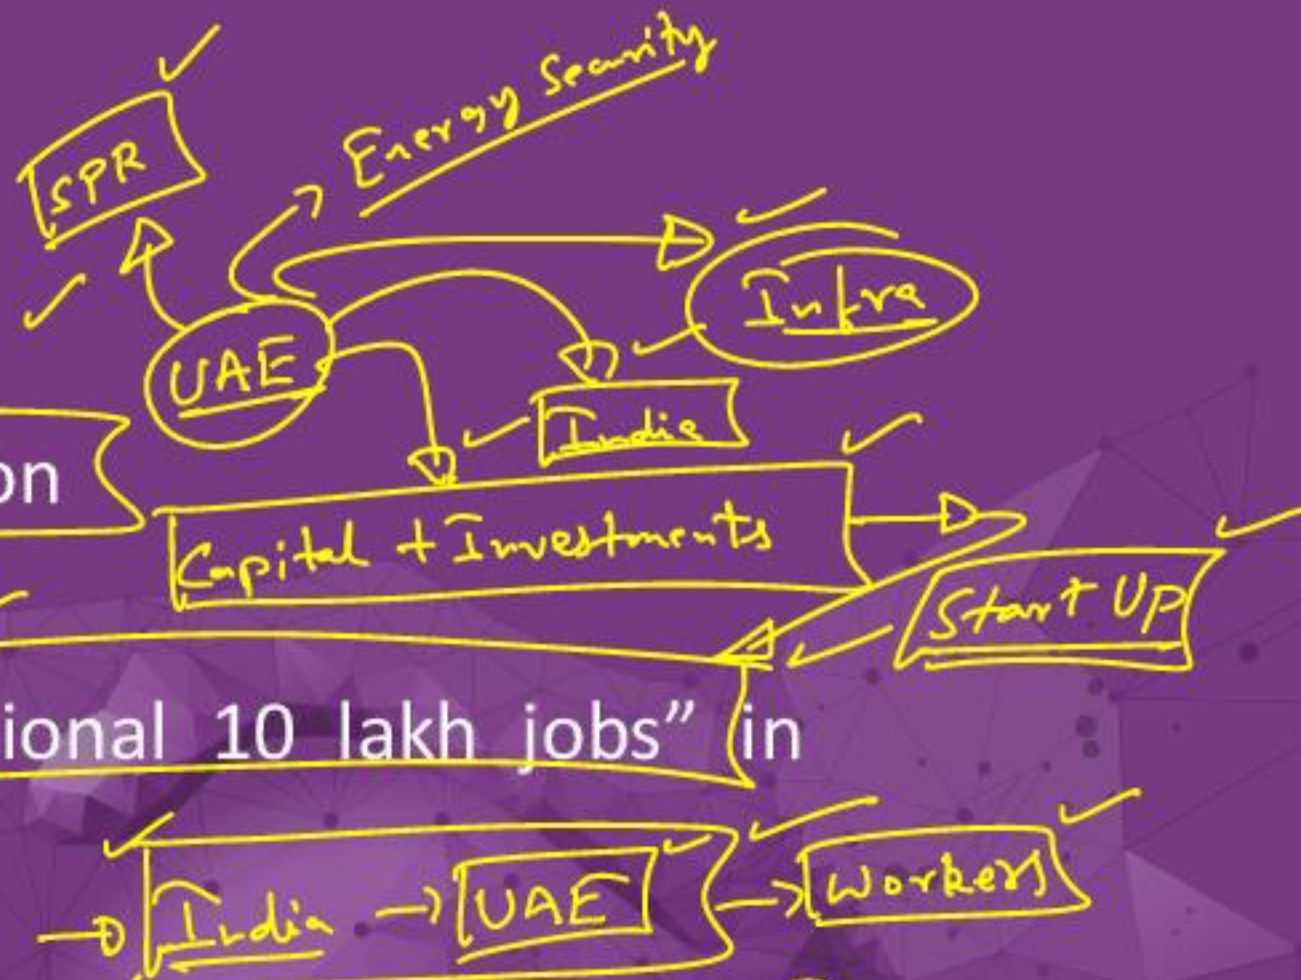 Energy Security
SPR
Infra
UAE
India
on
Capital + Investments
Start Up
ional 10 lakh jobs” in
India → UAE → Workers